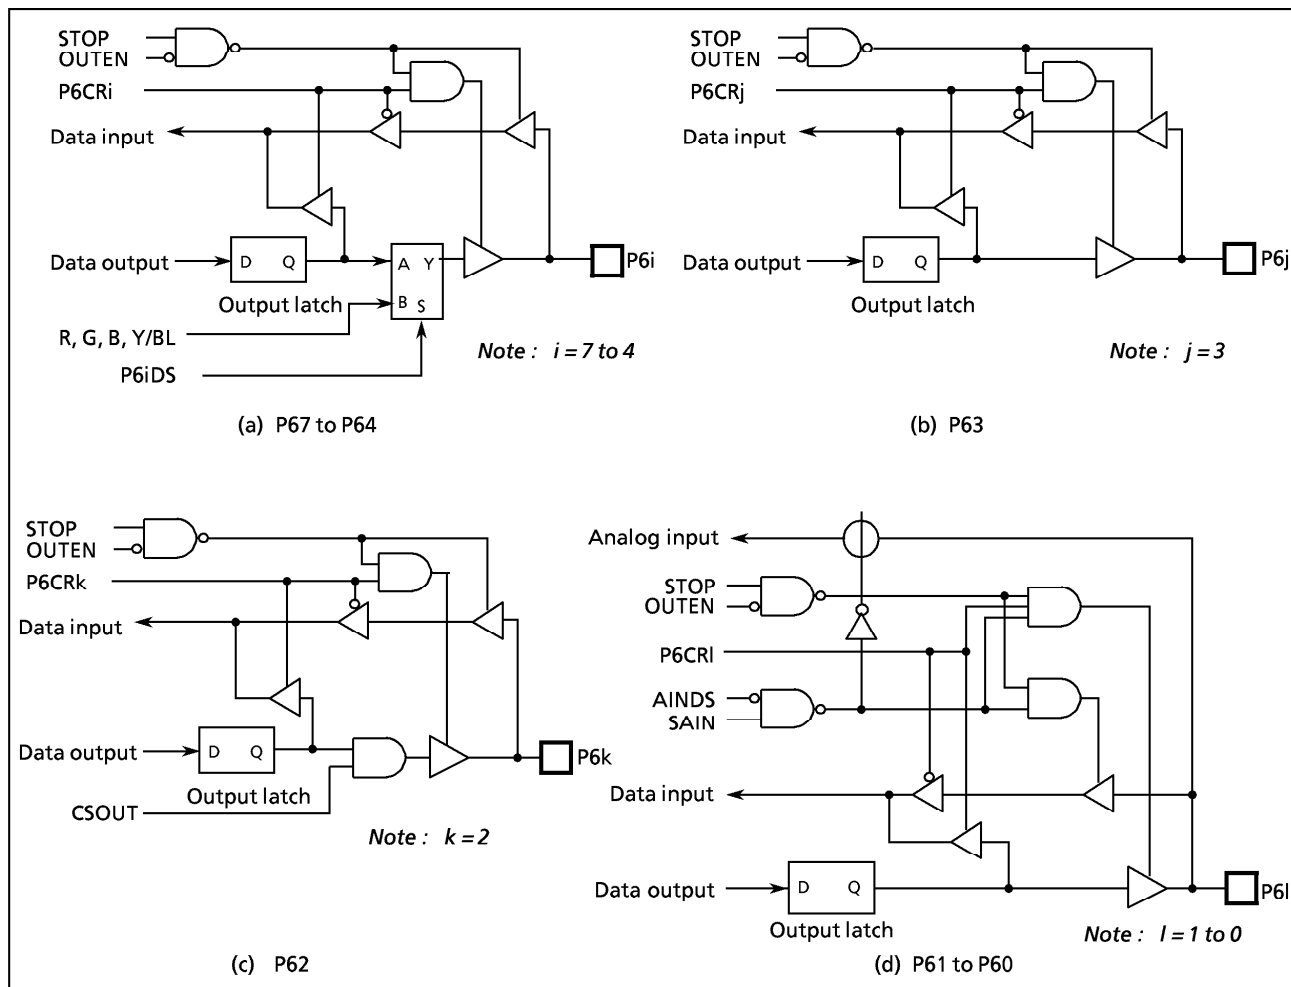 STOP
OUTEN
P6CRi
Data input
Data output
D Q
Output latch
A Y
B S
R, G, B, Y/BL
P6iDS
P6i
Note : i = 7 to 4
(a) P67 to P64
STOP
OUTEN
P6CRj
Data input
Data output
D Q
Output latch
P6j
Note : j = 3
(b) P63
STOP
OUTEN
P6CRk
Data input
Data output
D Q
Output latch
CSOUT
P6k
Note : k = 2
(c) P62
Analog input
STOP
OUTEN
P6CRl
AINDS
SAIN
Data input
Data output
D Q
Output latch
P6l
Note : l = 1 to 0
(d) P61 to P60